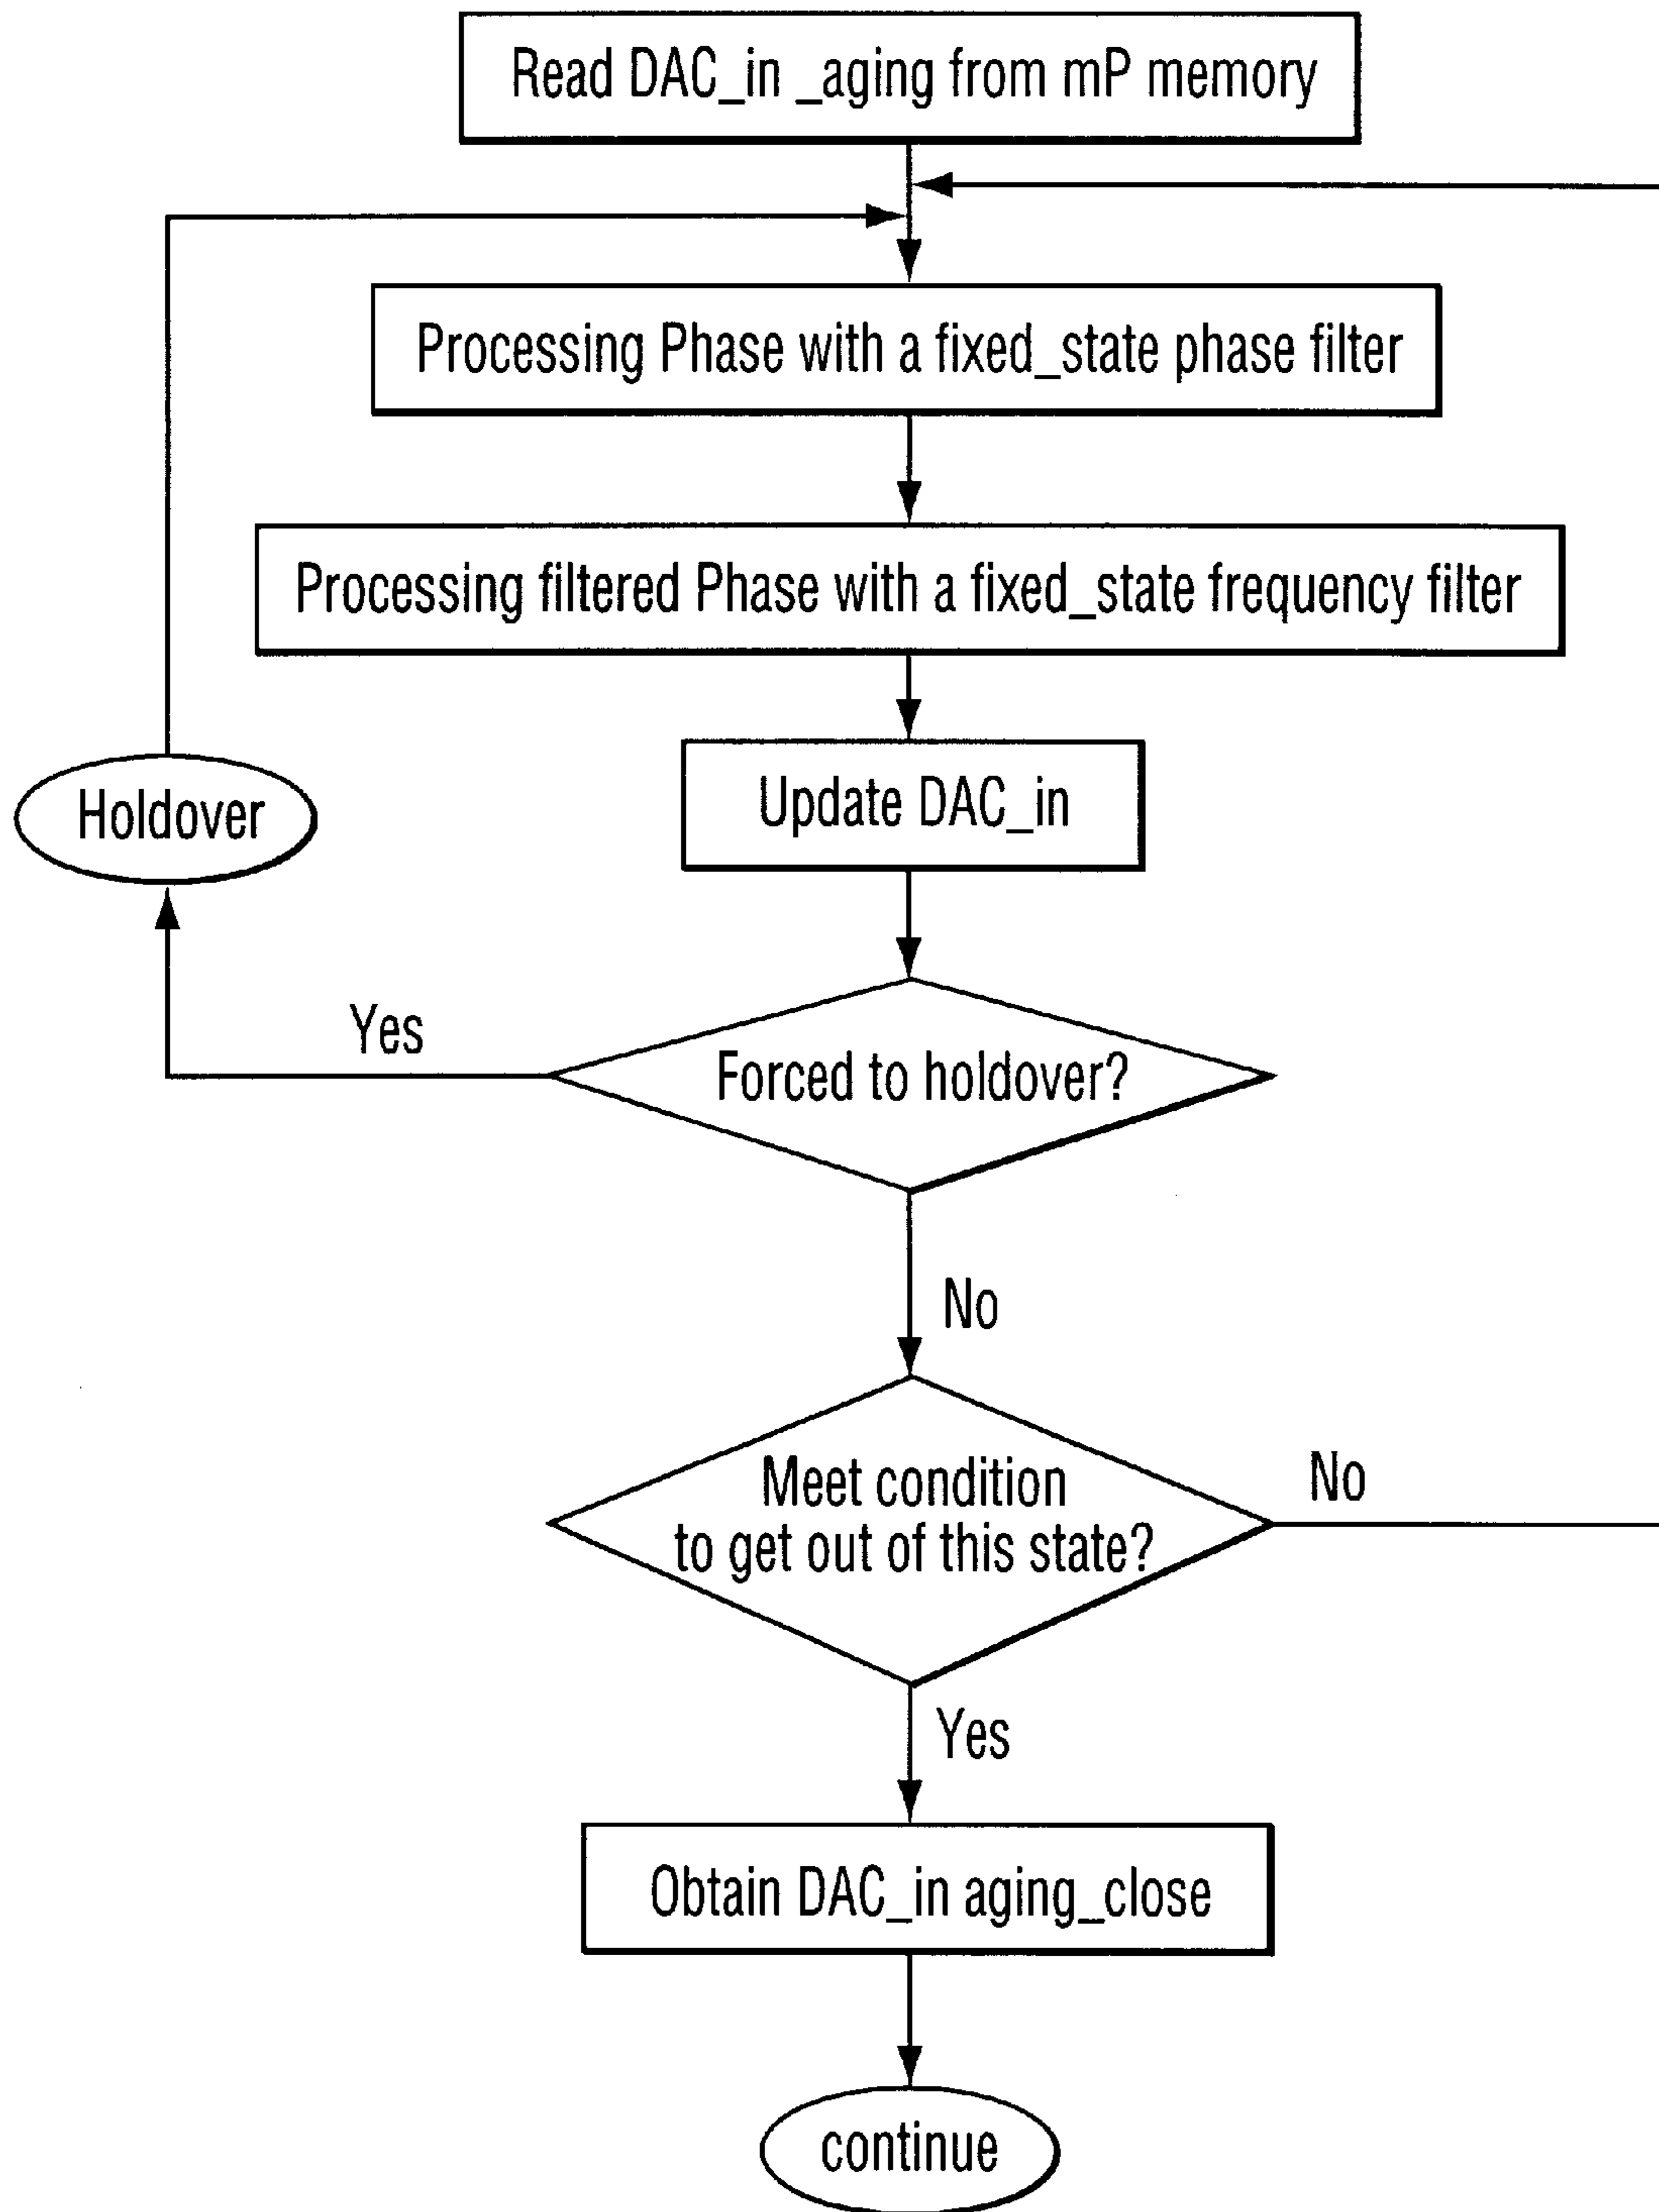 Read DAC_in _aging from mP memory
Processing Phase with a fixed_state phase filter
Processing filtered Phase with a fixed_state frequency filter
Update DAC_in
Holdover
Yes
Forced to holdover?
No
Meet condition
to get out of this state?
No
Yes
Obtain DAC_in aging_close
continue